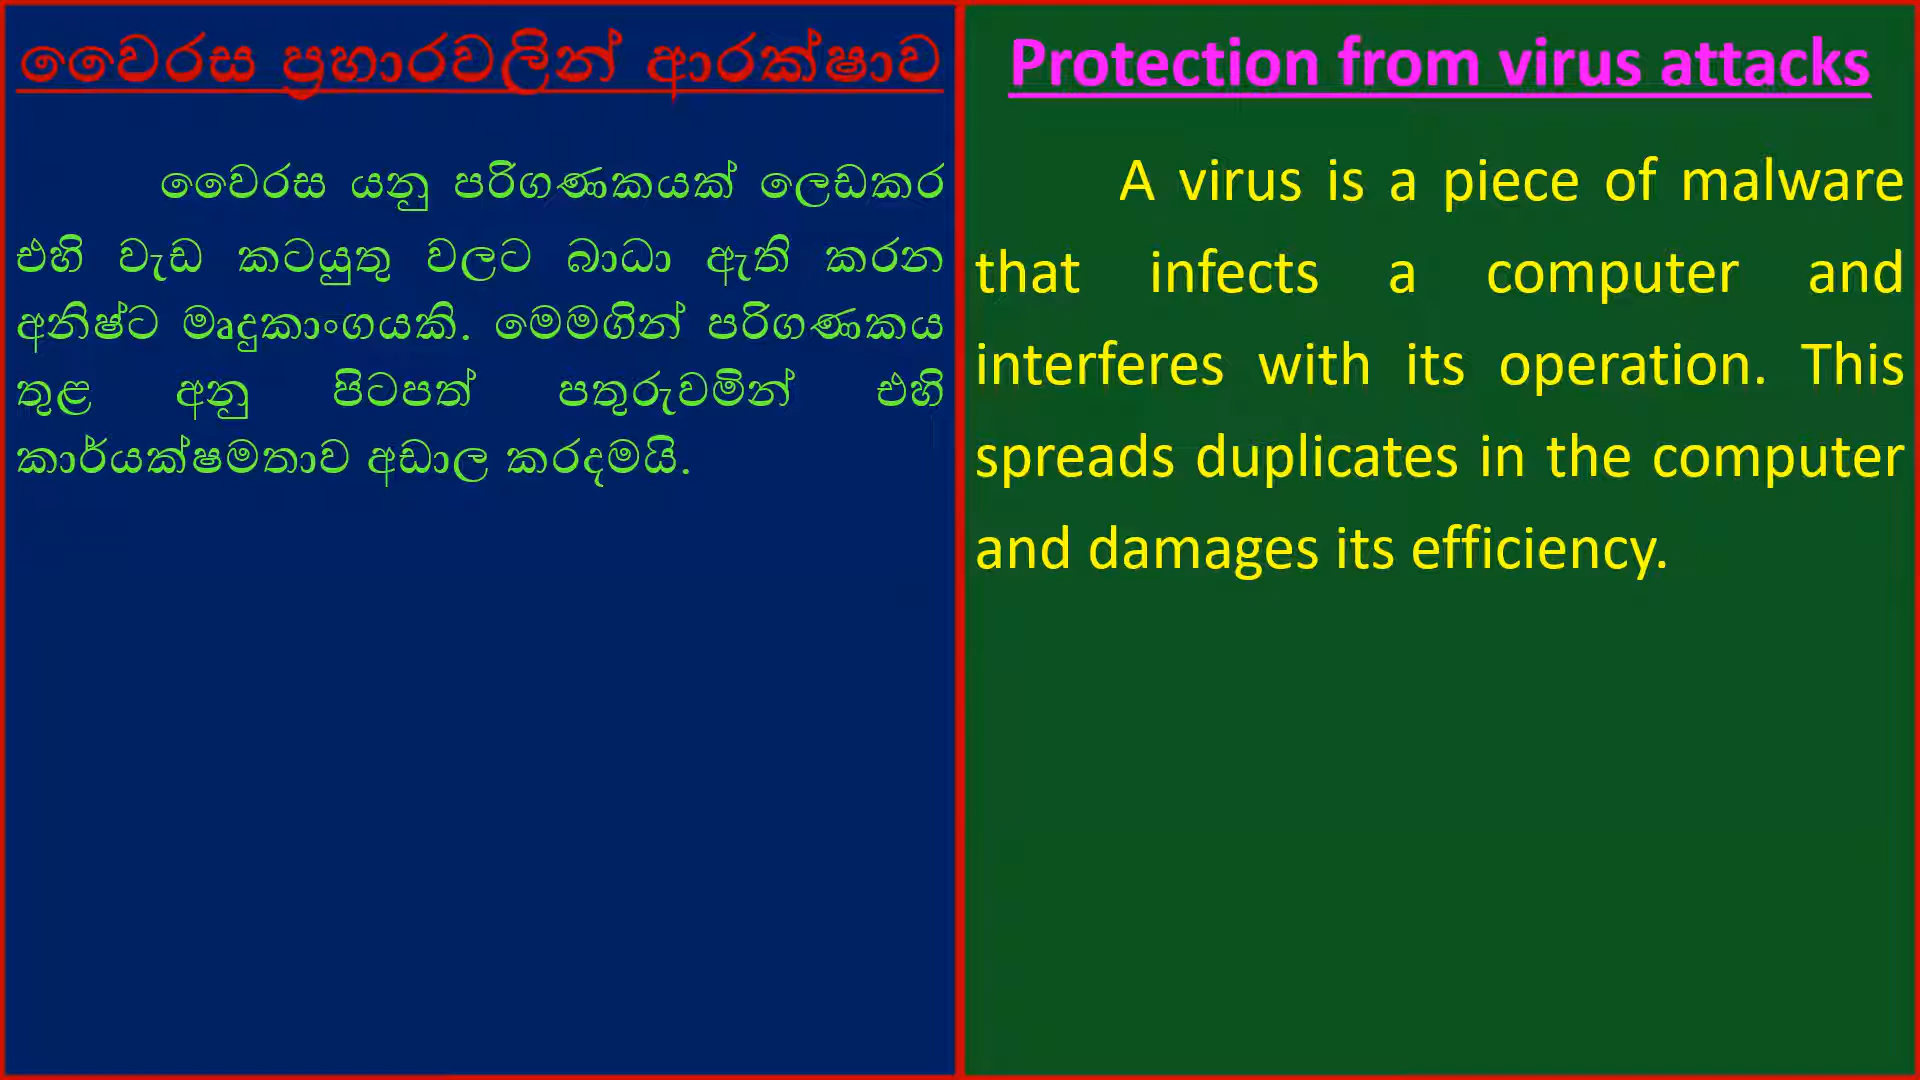 වෛරස ප්‍රහාරවලින් ආරක්ෂාව
වෛරස යනු පරිගණකයක් ලෙඩකර
එහි වැඩ කටයුතු වලට බාධා ඇති කරන
අනිෂ්ට මෘදුකාංගයකි. මෙමගින් පරිගණකය
තුළ අනු පිටපත් පතුරුවමින් එහි
කාර්යක්ෂමතාව අඩාල කරදමයි.
Protection from virus attacks
A virus is a piece of malware
that infects a computer and
interferes with its operation. This
spreads duplicates in the computer
and damages its efficiency.